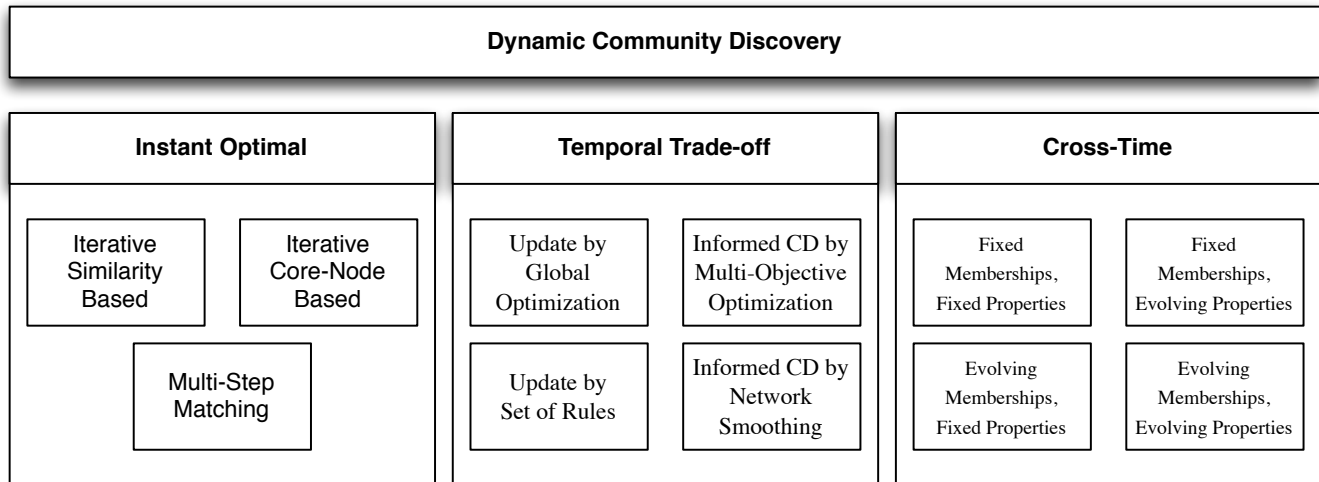 Dynamic Community Discovery
Instant Optimal
Iterative
Similarity
Based
Iterative
Core-Node
Based
Multi-Step
Matching
Temporal Trade-off
Update by
Global
Optimization
Informed CD by
Multi-Objective
Optimization
Update by
Set of Rules
Informed CD by
Network
Smoothing
Cross-Time
Fixed
Memberships,
Fixed Properties
Fixed
Memberships,
Evolving Properties
Evolving
Memberships,
Fixed Properties
Evolving
Memberships,
Evolving Properties